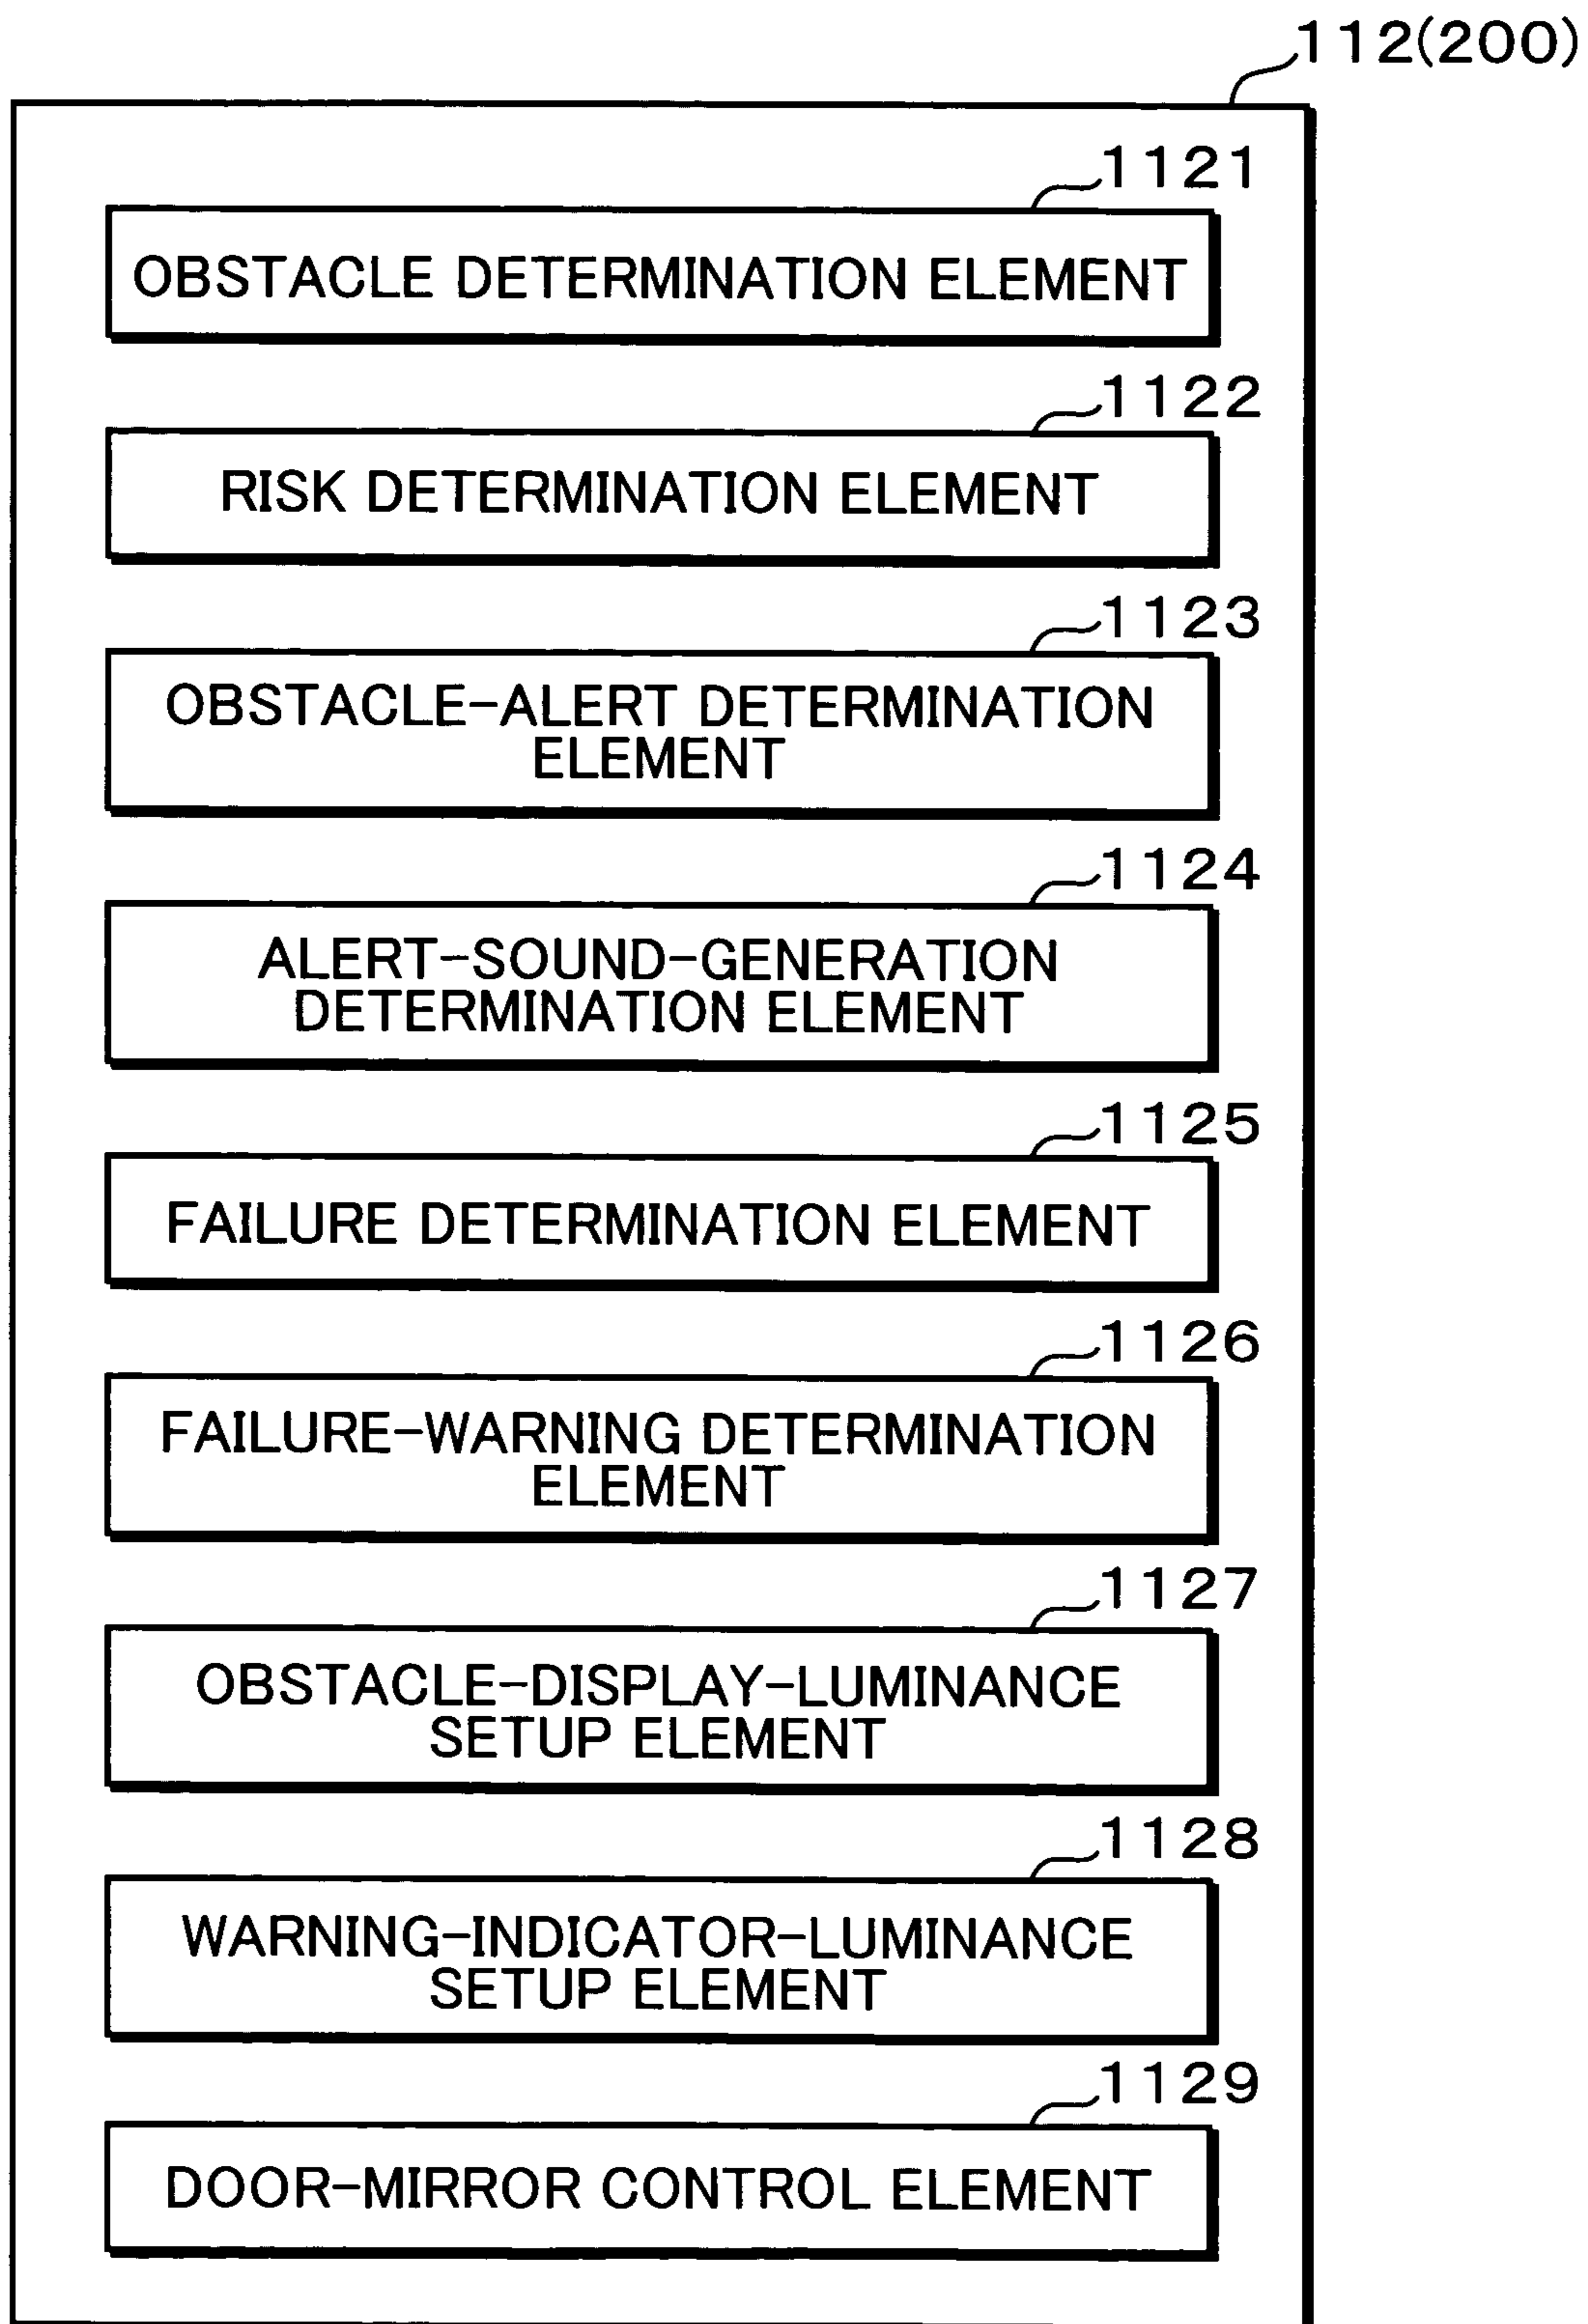 112(200)
1121
OBSTACLE DETERMINATION ELEMENT
1122
RISK DETERMINATION ELEMENT
1123
OBSTACLE-ALERT DETERMINATION
ELEMENT
1124
ALERT-SOUND-GENERATION
DETERMINATION ELEMENT
1125
FAILURE DETERMINATION ELEMENT
1126
FAILURE-WARNING DETERMINATION
ELEMENT
1127
OBSTACLE-DISPLAY-LUMINANCE
SETUP ELEMENT
1128
WARNING-INDICATOR-LUMINANCE
SETUP ELEMENT
1129
DOOR-MIRROR CONTROL ELEMENT